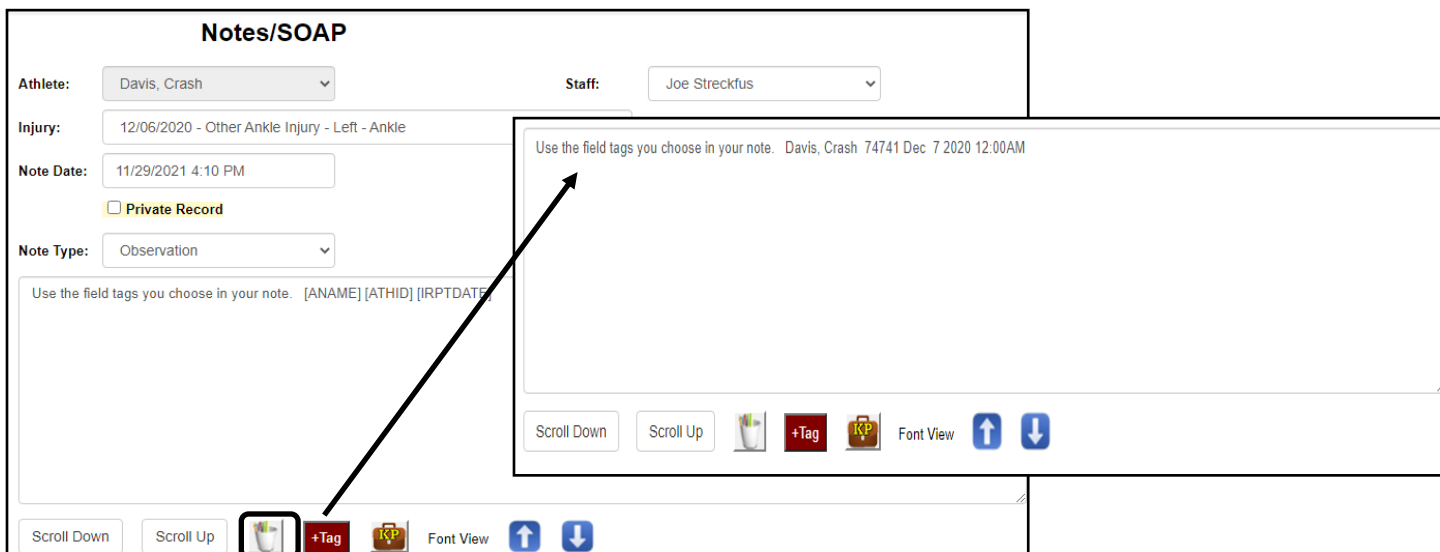 Notes/SOAP
Athlete: Davis, Crash Staff: Joe Streckfus
Injury: 12/06/2020 - Other Ankle Injury - Left - Ankle
Note Date: 11/29/2021 4:10 PM
Private Record
Note Type: Observation
Use the field tags you choose in your note. [ANAME] [ATHID] [IRPTDATE]
Scroll Down Scroll Up +Tag KP Font View
Use the field tags you choose in your note. Davis, Crash 74741 Dec 7 2020 12:00AM
Scroll Down Scroll Up +Tag KP Font View